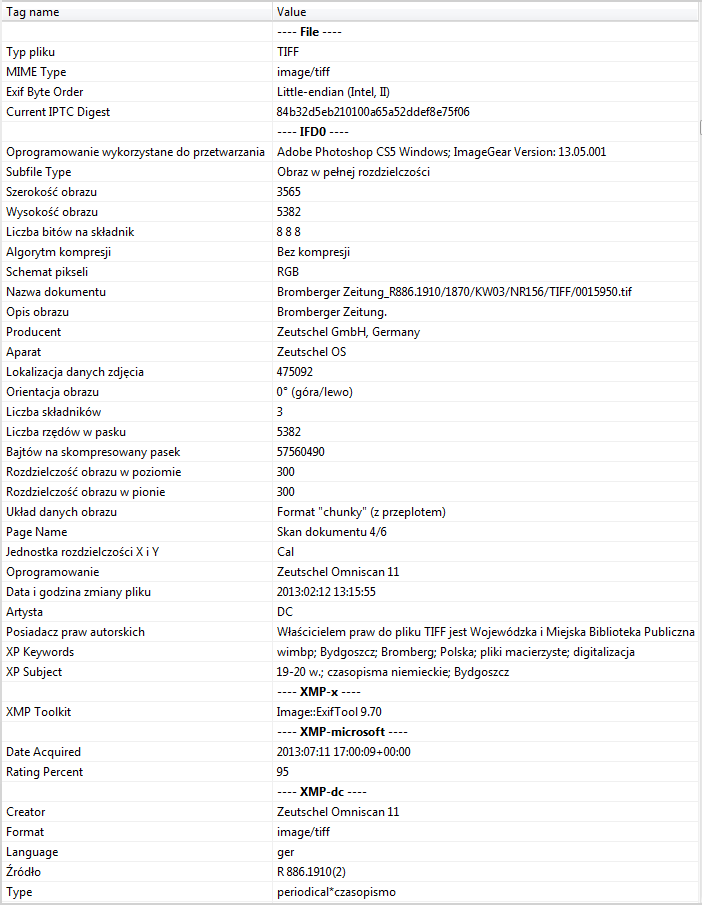 Tag name Value
---- File ----
Typ pliku TIFF
MIME Type image/tiff
Exif Byte Order Little-endian (Intel, II)
Current IPTC Digest 84b32d5eb210100a65a52ddef8e75f06
---- IFD0 ----
Oprogramowanie wykorzystane do przetwarzania Adobe Photoshop CS5 Windows; ImageGear Version: 13.05.001
Subfile Type Obraz w pełnej rozdzielczości
Szerokość obrazu 3565
Wysokość obrazu 5382
Liczba bitów na składnik 8 8 8
Algorytm kompresji Bez kompresji
Schemat pikseli RGB
Nazwa dokumentu Bromberger Zeitung_R886.1910/1870/KW03/NR156/TIFF/0015950.tif
Opis obrazu Bromberger Zeitung.
Producent Zeutschel GmbH, Germany
Aparat Zeutschel OS
Lokalizacja danych zdjęcia 475092
Orientacja obrazu 0° (góra/lewo)
Liczba składników 3
Liczba rzędów w pasku 5382
Bajtów na skompresowany pasek 57560490
Rozdzielczość obrazu w poziomie 300
Rozdzielczość obrazu w pionie 300
Układ danych obrazu Format "chunky" (z przeplotem)
Page Name Skan dokumentu 4/6
Jednostka rozdzielczości X i Y Cal
Oprogramowanie Zeutschel Omniscan 11
Data i godzina zmiany pliku 2013:02:12 13:15:55
Artysta DC
Posiadacz praw autorskich Właścicielem praw do pliku TIFF jest Wojewódzka i Miejska Biblioteka Publiczna
XP Keywords wimbp; Bydgoszcz; Bromberg; Polska; pliki macierzyste; digitalizacja
XP Subject 19-20 w.; czasopisma niemieckie; Bydgoszcz
---- XMP-x ----
XMP Toolkit Image::ExifTool 9.70
---- XMP-microsoft ----
Date Acquired 2013:07:11 17:00:09+00:00
Rating Percent 95
---- XMP-dc ----
Creator Zeutschel Omniscan 11
Format image/tiff
Language ger
Źródło R 886.1910(2)
Type periodical*czasopismo